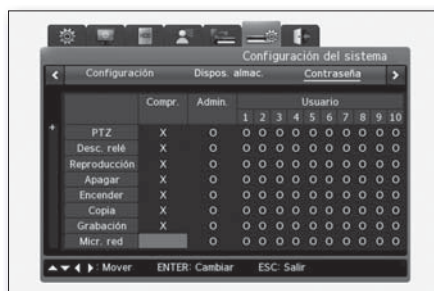 Configuración del sistema
Configuración Dispos. almac. Contraseña
Compr. Admin. Usuario
1 2 3 4 5 6 7 8 9 10
PTZ X O O O O O O O O O O O
Desc. relé X O O O O O O O O O O O
Reproducción X O O O O O O O O O O O
Apagar X O O O O O O O O O O O
Encender X O O O O O O O O O O O
Copia X O O O O O O O O O O O
Grabación X O O O O O O O O O O O
Micr. red O O O O O O O O O O O
: Mover ENTER: Cambiar ESC: Salir